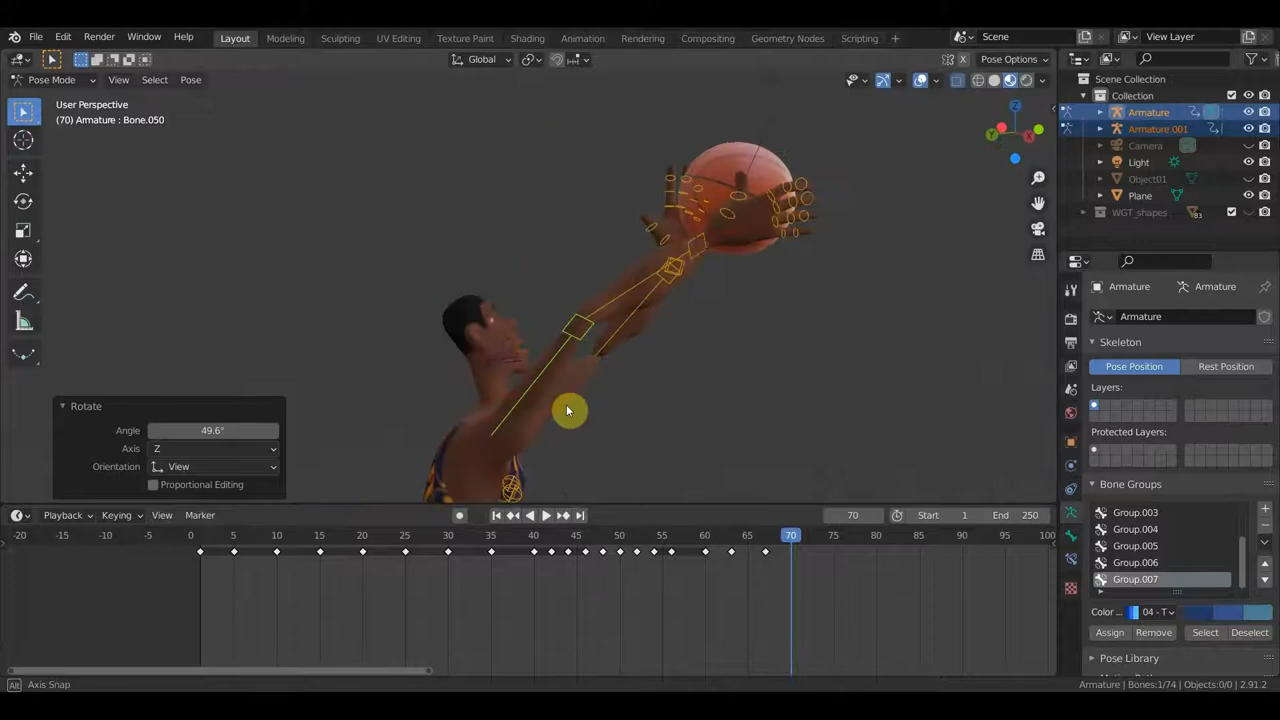 File Edit Render Window Help
Layout Modeling Sculpting UV Editing Texture Paint Shading Animation Rendering Compositing Geometry Nodes Scripting +
Scene View Layer
Global X Pose Options
Pose Mode View Select Pose
User Perspective
(70) Armature : Bone.050
Z
Y
X
Scene Collection
Collection
Armature
Armature.001
Camera
Light
Object01
Plane
WGT_shapes 83
Armature Armature
Armature
Skeleton
Pose Position Rest Position
Layers:
Protected Layers:
Bone Groups
Group.003
Group.004
Group.005
Group.006
Group.007
Color ... 04 - T
Assign Remove Select Deselect
Pose Library
Rotate
Angle 49.6°
Axis Z
Orientation View
Proportional Editing
Playback Keying View Marker 70 Start 1 End 250
-20 -15 -10 -5 0 5 10 15 20 25 30 35 40 45 50 55 60 65 70 75 80 85 90 95 100
Alt Axis Snap Armature | Bones:1/74 | Objects:0/0 | 2.91.2